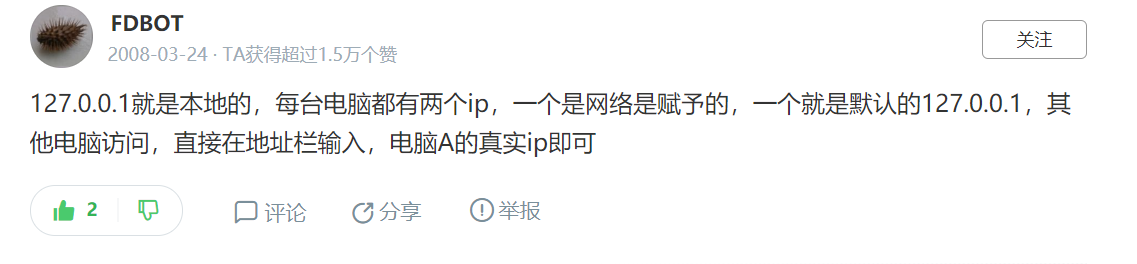 FDBOT
2008-03-24 · TA获得超过1.5万个赞
关注
127.0.0.1就是本地的，每台电脑都有两个ip，一个是网络是赋予的，一个就是默认的127.0.0.1，其
他电脑访问，直接在地址栏输入，电脑A的真实ip即可
2
评论
分享
举报